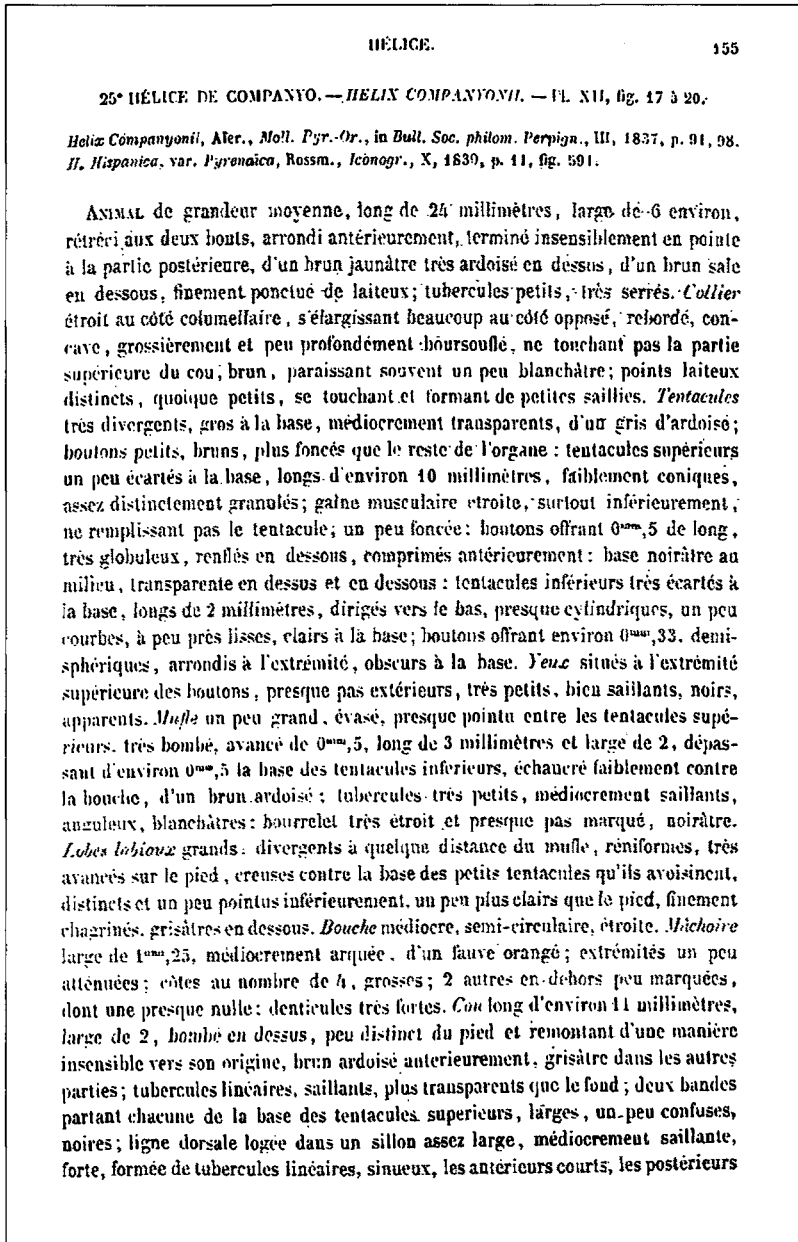 HÉLICE. 155
25° HÉLICE DE COMPANYO. — HELIX COMPANYONII. — Pl. XII, fig. 17 à 20.
Helix Companyonii, Aler., Moll. Pyr.-Or., in Bull. Soc. philom. Perpign., III, 1837, p. 91, 98.
H. Hispanica, var. Pyrenaica, Rossm., Iconogr., X, 1839, p. 11, fig. 591.
ANIMAL de grandeur moyenne, long de 24 millimètres, large de 6 environ,
rétréci aux deux bouts, arrondi antérieurement, terminé insensiblement en pointe
à la partie postérieure, d'un brun jaunâtre très ardoisé en dessus, d'un brun sale
en dessous, finement ponctué de laiteux; tubercules petits, très serrés. Collier
étroit au côté columellaire, s'élargissant beaucoup au côté opposé, rebordé, con-
cave, grossièrement et peu profondément boursouflé, ne touchant pas la partie
supérieure du cou, brun, paraissant souvent un peu blanchâtre; points laiteux
distincts, quoique petits, se touchant et formant de petites saillies. Tentacules
très divergents, gros à la base, médiocrement transparents, d'un gris d'ardoise;
boutons petits, bruns, plus foncés que le reste de l'organe : tentacules supérieurs
un peu écartés à la base, longs d'environ 10 millimètres, faiblement coniques,
assez distinctement granulés; gaîne musculaire étroite, surtout inférieurement,
ne remplissant pas le tentacule; un peu foncée: boutons offrant 0mm,5 de long,
très globuleux, renflés en dessous, comprimés antérieurement : base noirâtre au
milieu, transparente en dessus et en dessous : tentacules inférieurs très écartés à
la base, longs de 2 millimètres, dirigés vers le bas, presque cylindriques, un peu
courbes, à peu près lisses, clairs à la base; boutons offrant environ 0mm,33. demi-
sphériques, arrondis à l'extrémité, obscurs à la base. Yeux situés à l'extrémité
supérieure des boutons, presque pas extérieurs, très petits, bien saillants, noirs,
apparents. Mufle un peu grand, évasé, presque pointu entre les tentacules supé-
rieurs. très bombé, avancé de 0mm,5, long de 3 millimètres et large de 2, dépas-
sant d'environ 0mm,5 la base des tentacules inférieurs, échancré faiblement contre
la bouche, d'un brun ardoisé; tubercules très petits, médiocrement saillants,
anguleux, blanchâtres: bourrelet très étroit et presque pas marqué, noirâtre.
Lobes labiaux grands, divergents à quelque distance du mufle, réniformes, très
avancés sur le pied, creusés contre la base des petits tentacules qu'ils avoisinent,
distincts et un peu pointus inférieurement, un peu plus clairs que le pied, finement
chagrinés, grisâtres en dessous. Bouche médiocre, semi-circulaire, étroite. Mâchoire
large de 1mm,25, médiocrement arquée, d'un fauve orangé; extrémités un peu
atténuées; côtes au nombre de 4, grosses; 2 autres en dehors peu marquées,
dont une presque nulle: denticules très fortes. Cou long d'environ 11 millimètres,
large de 2, bombé en dessus, peu distinct du pied et remontant d'une manière
insensible vers son origine, brun ardoisé antérieurement, grisâtre dans les autres
parties; tubercules linéaires, saillants, plus transparents que le fond; deux bandes
partant chacune de la base des tentacules superieurs, larges, un peu confuses,
noires; ligne dorsale logée dans un sillon assez large, médiocrement saillante,
forte, formée de tubercules linéaires, sinueux, les antérieurs courts, les postérieurs